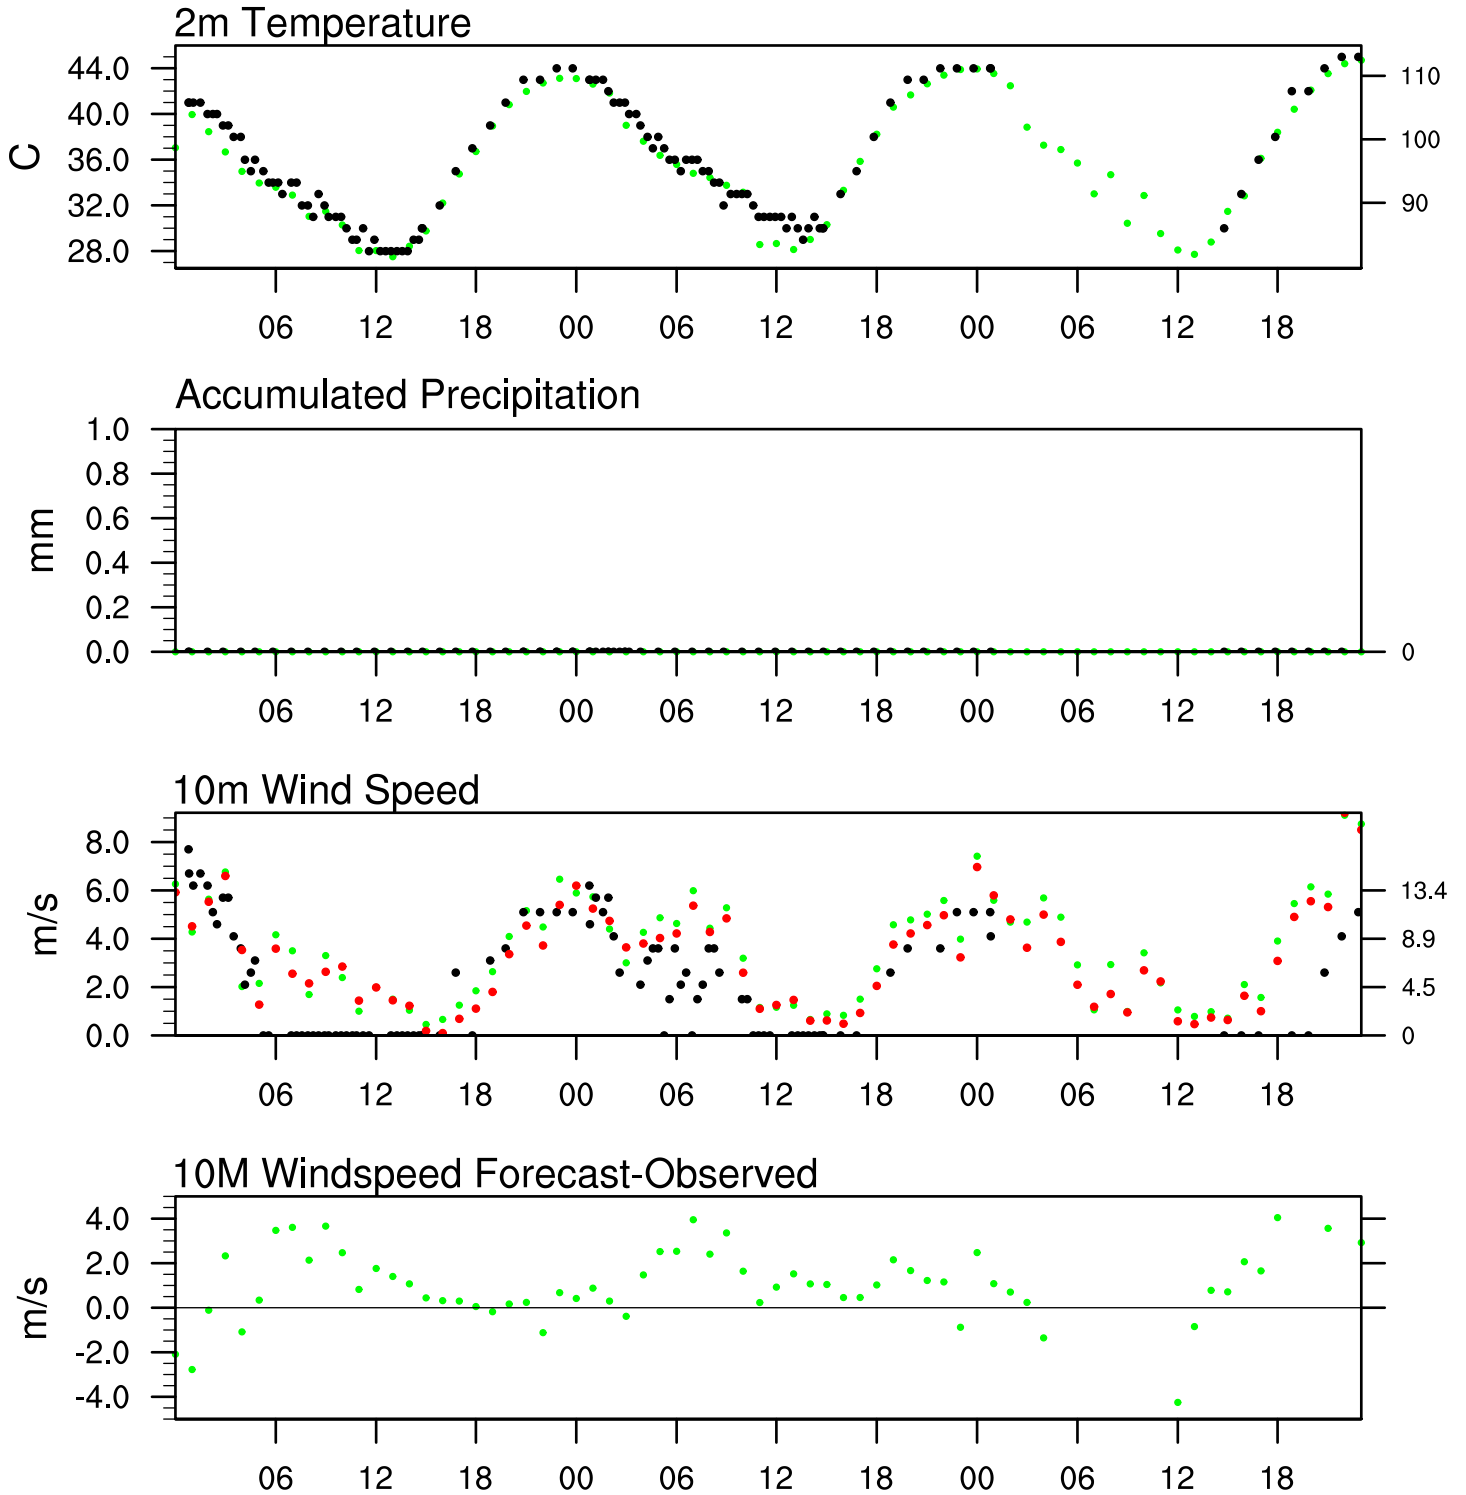 2m Temperature
44.0
40.0
36.0
32.0
28.0
C
110
100
90
06 12 18 00 06 12 18 00 06 12 18
Accumulated Precipitation
1.0
0.8
0.6
0.4
0.2
0.0
mm
0
06 12 18 00 06 12 18 00 06 12 18
10m Wind Speed
8.0
6.0
4.0
2.0
0.0
m/s
13.4
8.9
4.5
0
06 12 18 00 06 12 18 00 06 12 18
10M Windspeed Forecast-Observed
4.0
2.0
0.0
-2.0
-4.0
m/s
06 12 18 00 06 12 18 00 06 12 18